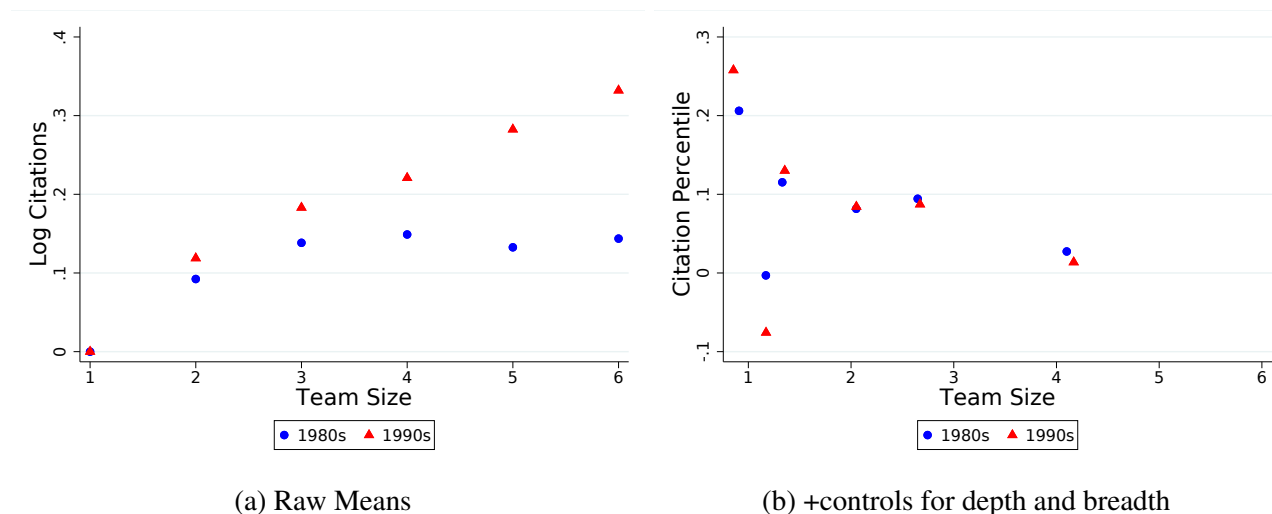 .4
.3
.2
.1
0
Log Citations
1 2 3 4 5 6
Team Size
1980s 1990s
(a) Raw Means
.3
.2
.1
0
-.1
Citation Percentile
1 2 3 4 5 6
Team Size
1980s 1990s
(b) +controls for depth and breadth